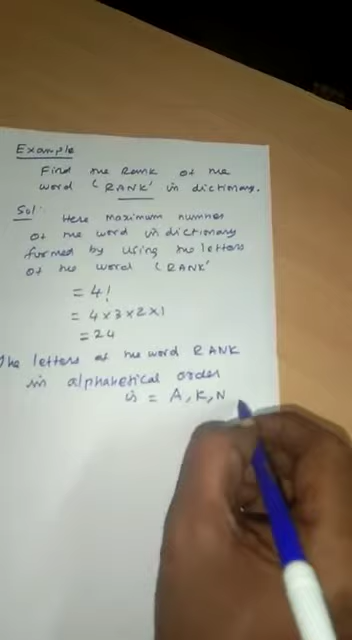 Example
Find the Rank of the
word 'RANK' in dictionary.
Sol: Here maximum number
of the word in dictionary
formed by using the letters
of the word 'RANK'
= 4!
= 4×3×2×1
= 24
The letters of the word RANK
in alphabetical order
is = A, K, N